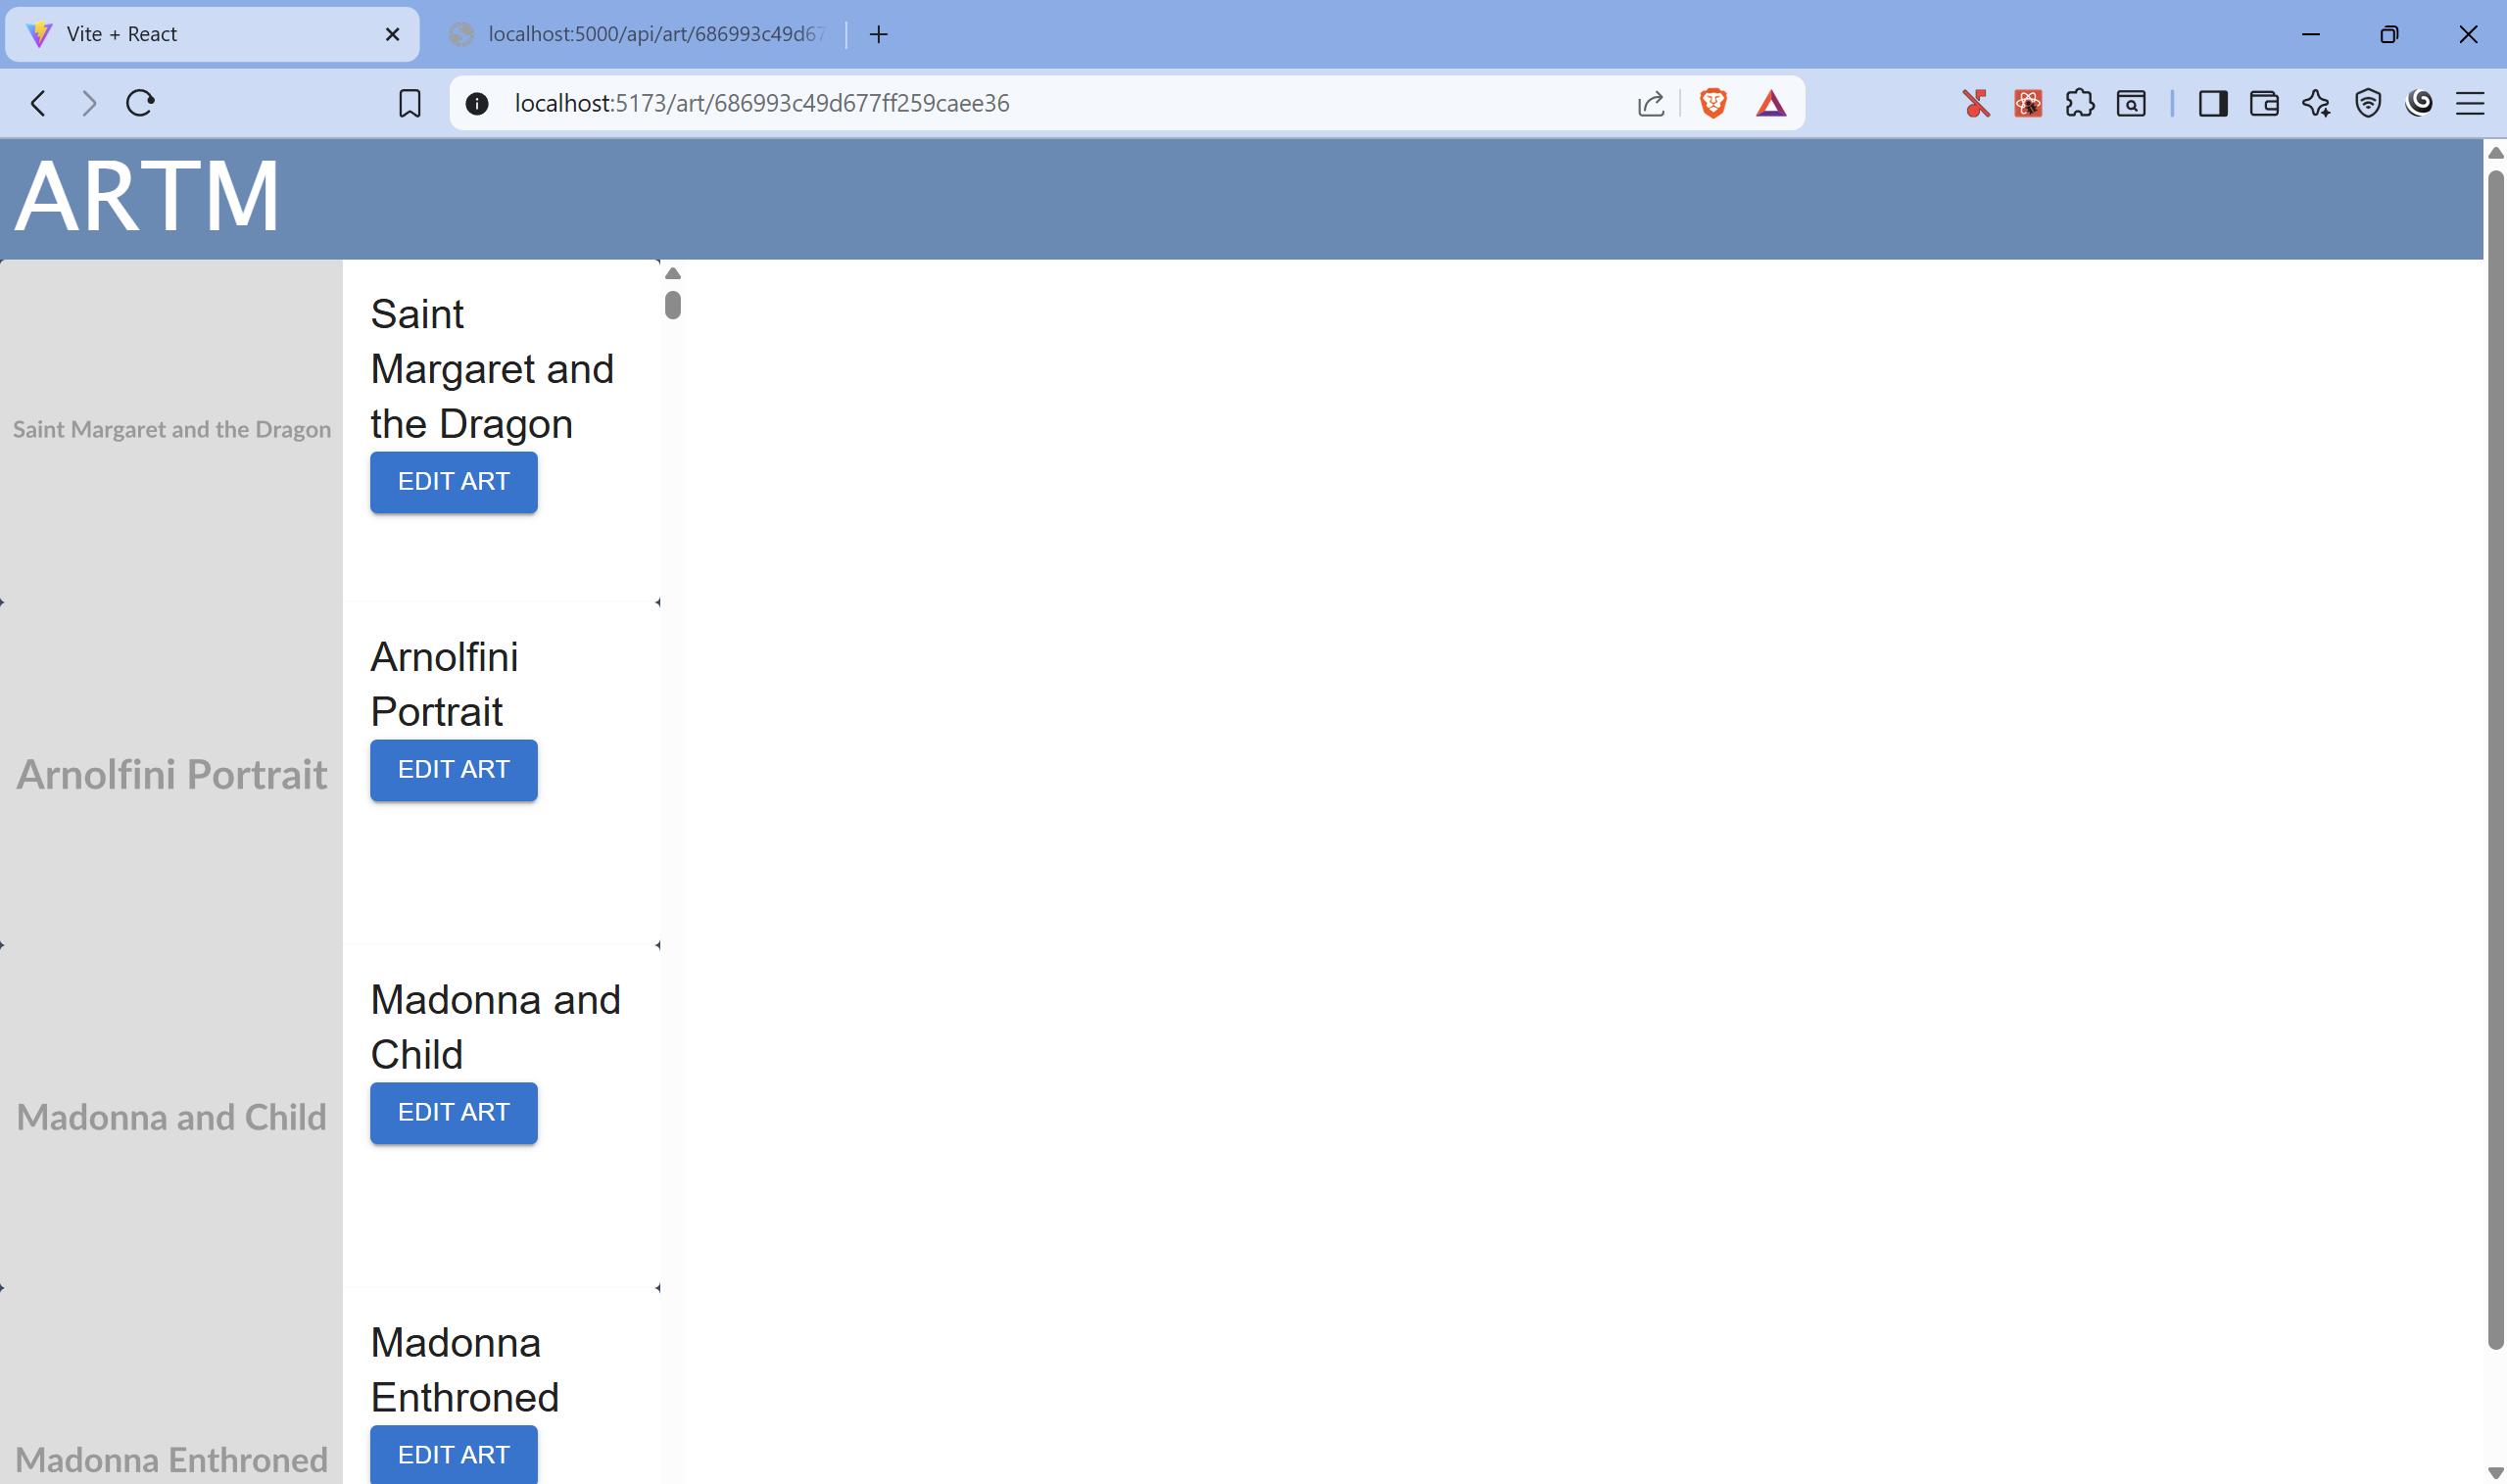 Vite + React
localhost:5000/api/art/686993c49d67
localhost:5173/art/686993c49d677ff259caee36
ARTM
Saint Margaret and the Dragon
Saint
Margaret and
the Dragon
EDIT ART
Arnolfini Portrait
Arnolfini
Portrait
EDIT ART
Madonna and Child
Madonna and
Child
EDIT ART
Madonna Enthroned
Madonna
Enthroned
EDIT ART